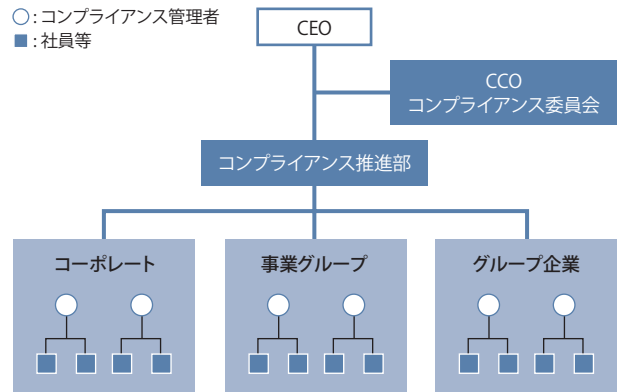 ○：コンプライアンス管理者
■：社員等
CEO
CCO
コンプライアンス委員会
コンプライアンス推進部
コーポレート
事業グループ
グループ企業